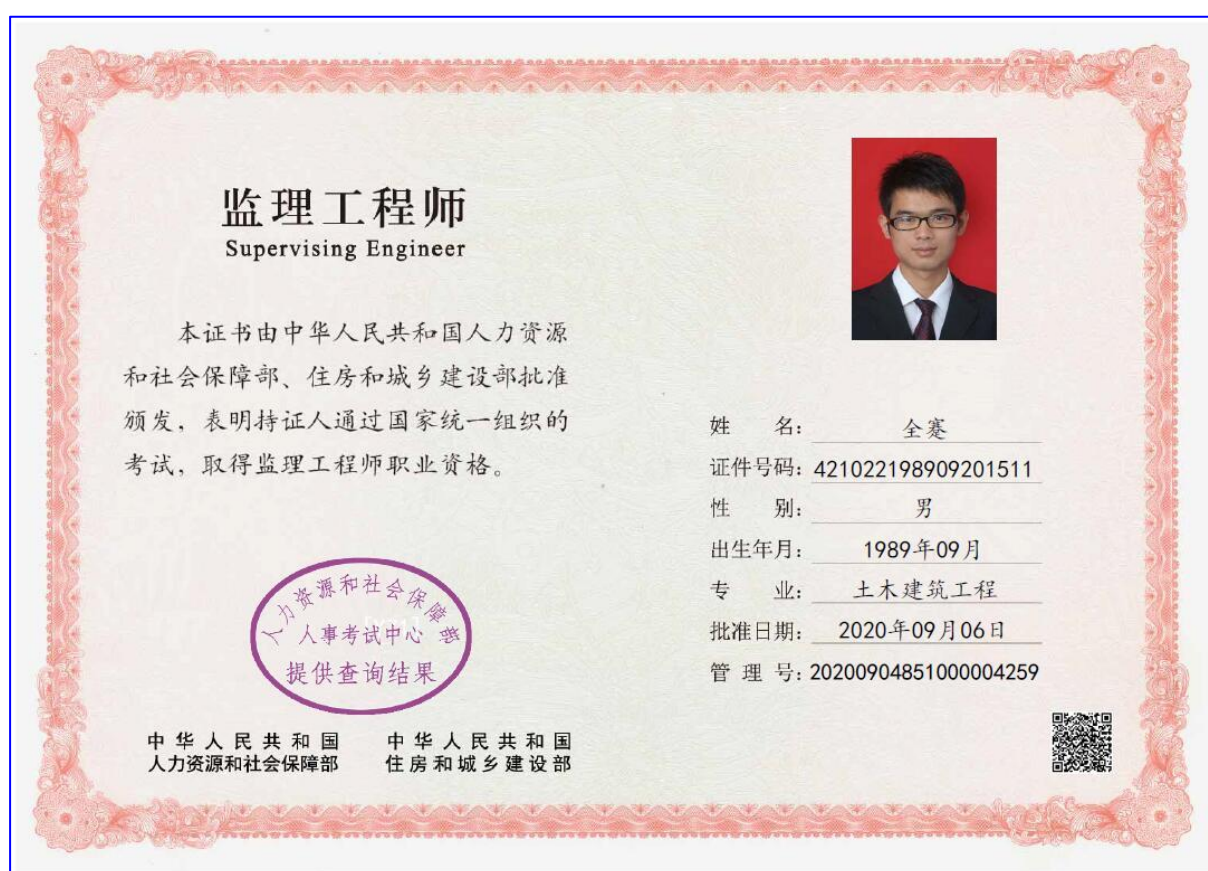 监理工程师
Supervising Engineer
本证书由中华人民共和国人力资源
和社会保障部、住房和城乡建设部批准
颁发，表明持证人通过国家统一组织的
考试，取得监理工程师职业资格。
人力资源和社会保障部
人事考试中心
提供查询结果
中华人民共和国
人力资源和社会保障部
中华人民共和国
住房和城乡建设部
姓 名：全蹇
证件号码：421022198909201511
性 别：男
出生年月：1989年09月
专 业：土木建筑工程
批准日期：2020年09月06日
管 理 号：20200904851000004259